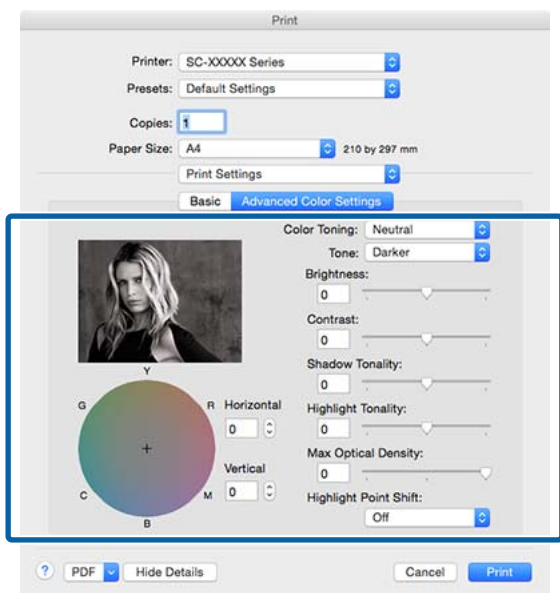 Print
Printer: SC-XXXXX Series
Presets: Default Settings
Copies: 1
Paper Size: A4 210 by 297 mm
Print Settings
Basic Advanced Color Settings
Color Toning: Neutral
Tone: Darker
Brightness:
0
Contrast:
0
Shadow Tonality:
0
Highlight Tonality:
0
Max Optical Density:
0
Highlight Point Shift:
Off
Y
G R
C M
B
Horizontal
0
Vertical
0
? PDF Hide Details Cancel Print